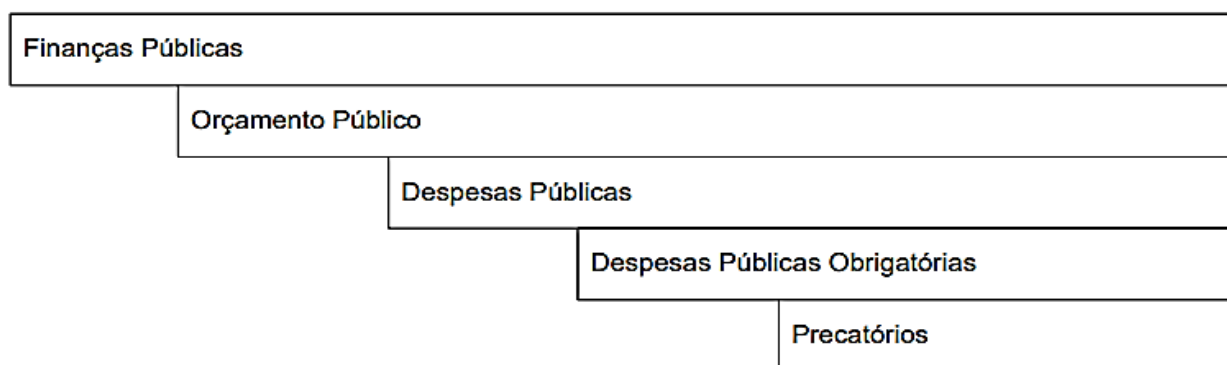 Finanças Públicas
Orçamento Público
Despesas Públicas
Despesas Públicas Obrigatórias
Precatórios